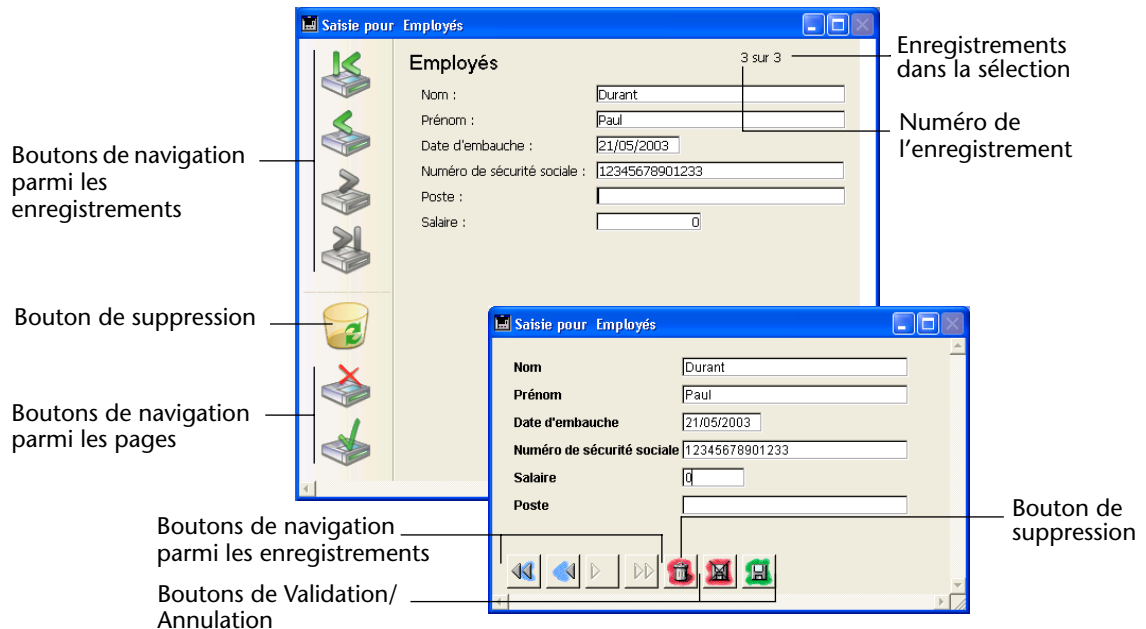 Saisie pour Employés
Employés
3 sur 3
Nom :
Durant
Prénom :
Paul
Date d'embauche :
21/05/2003
Numéro de sécurité sociale :
12345678901233
Poste :
Salaire :
0
Enregistrements
dans la sélection
Numéro de
l'enregistrement
Boutons de navigation
parmi les
enregistrements
Bouton de suppression
Boutons de navigation
parmi les pages
Saisie pour Employés
Nom
Durant
Prénom
Paul
Date d'embauche
21/05/2003
Numéro de sécurité sociale
12345678901233
Salaire
0
Poste
Bouton de
suppression
Boutons de navigation
parmi les enregistrements
Boutons de Validation/
Annulation